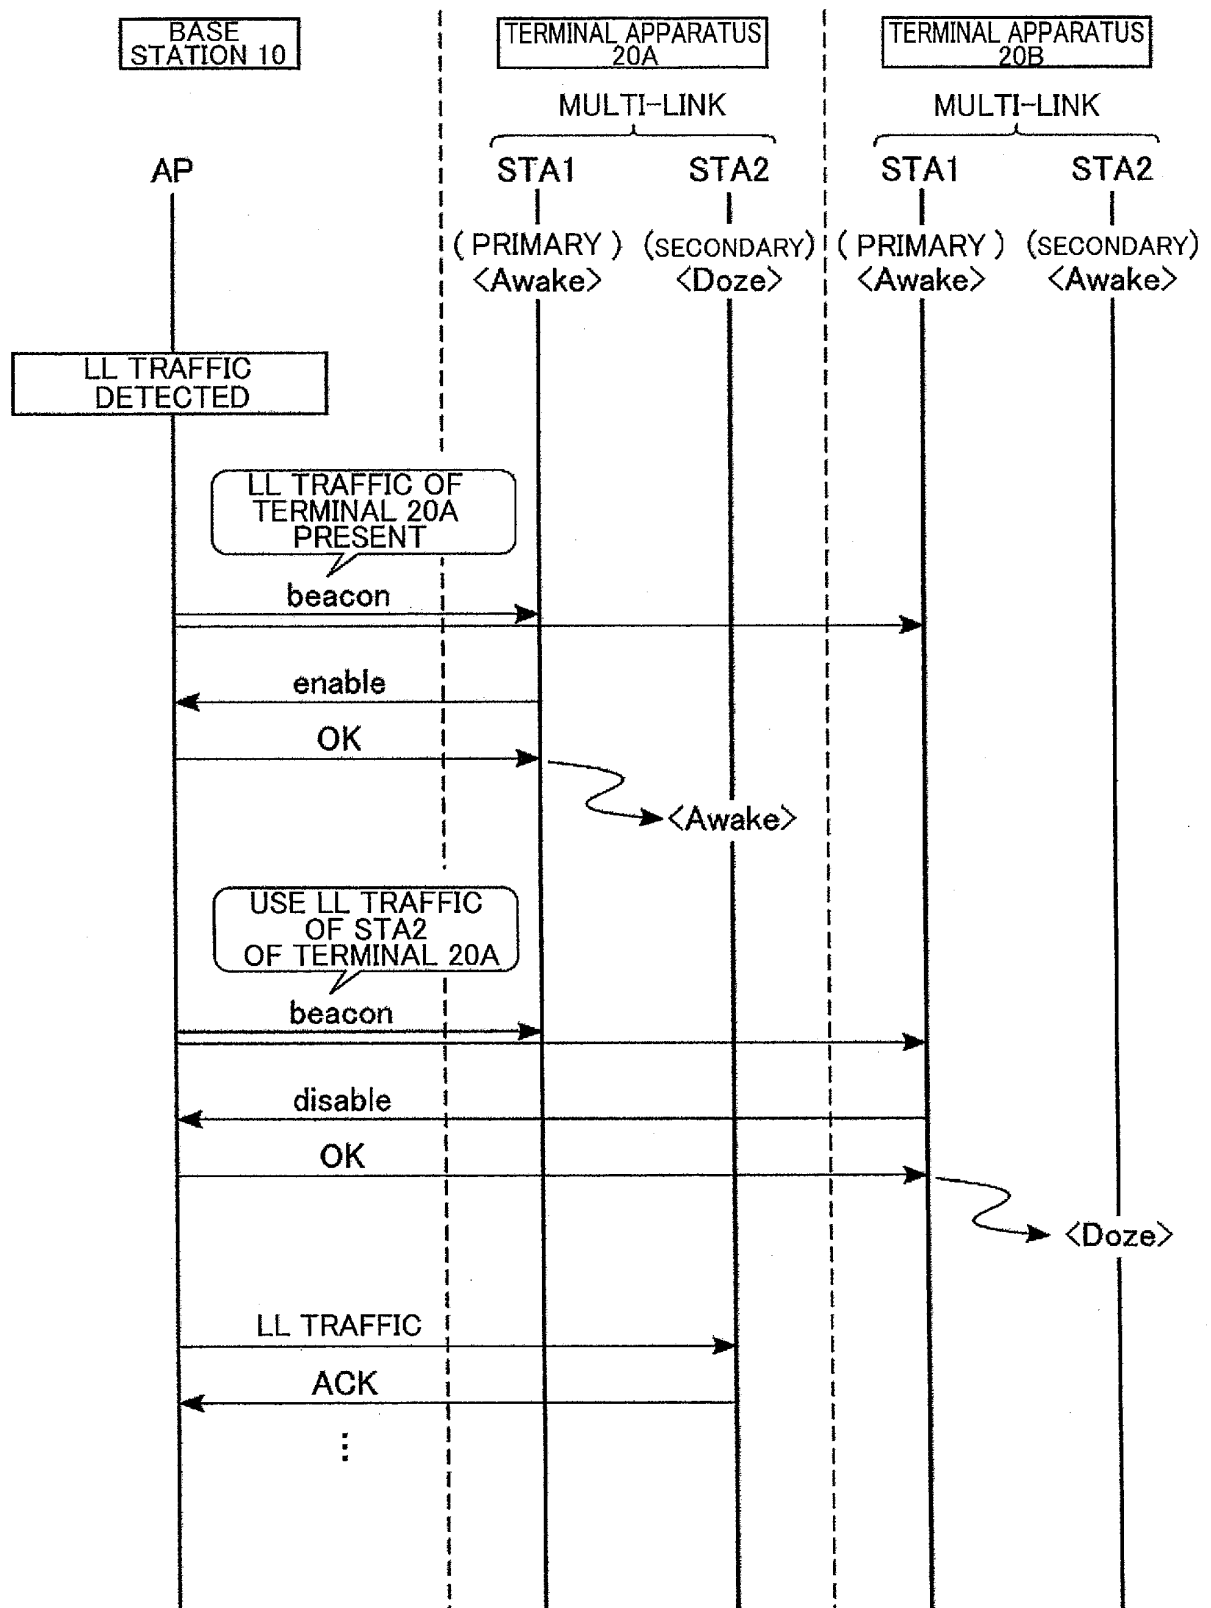 BASE
STATION 10
TERMINAL APPARATUS
20A
TERMINAL APPARATUS
20B
MULTI-LINK
MULTI-LINK
AP
STA1
STA2
STA1
STA2
(PRIMARY)
(SECONDARY)
(PRIMARY)
(SECONDARY)
<Awake>
<Doze>
<Awake>
<Awake>
LL TRAFFIC
DETECTED
LL TRAFFIC OF
TERMINAL 20A
PRESENT
beacon
enable
OK
<Awake>
USE LL TRAFFIC
OF STA2
OF TERMINAL 20A
beacon
disable
OK
<Doze>
LL TRAFFIC
ACK
⋮